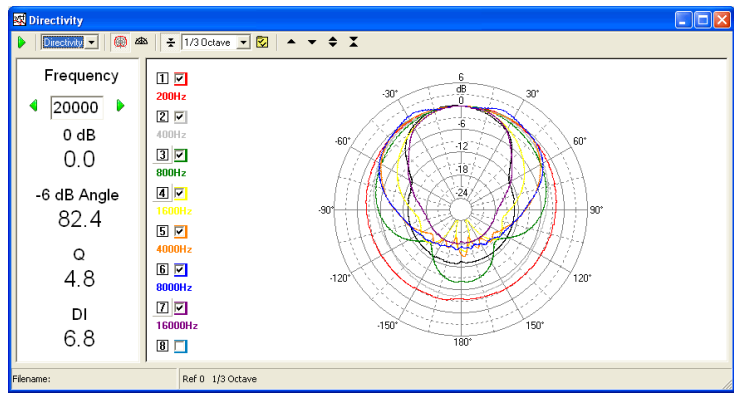 Directivity
Directivity 1/3 Octave
Frequency
20000
0 dB
0.0
-6 dB Angle
82.4
Q
4.8
DI
6.8
1
200Hz
2
400Hz
3
800Hz
4
1600Hz
5
4000Hz
6
8000Hz
7
16000Hz
8
6
dB
0
-6
-12
-18
-24
-30°
30°
-60°
60°
-90°
90°
-120°
120°
-150°
150°
180°
Filename:
Ref 0 1/3 Octave